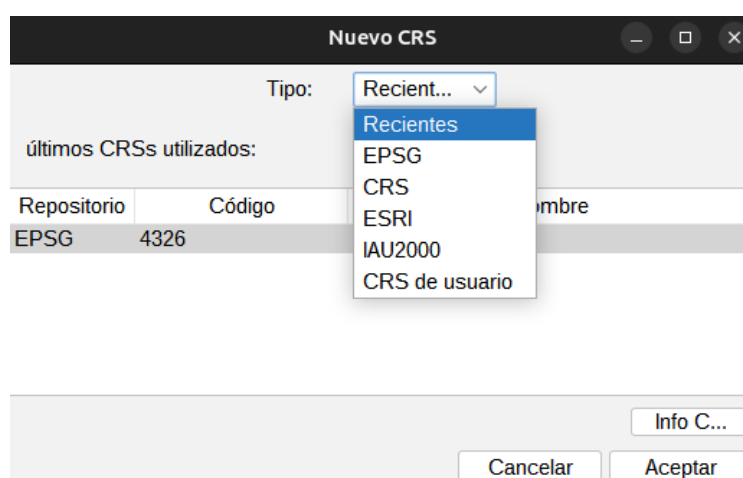 Nuevo CRS
Tipo: Recient...
Recientes
EPSG
CRS
ESRI
IAU2000
CRS de usuario
últimos CRSs utilizados:
Repositorio Código ombre
EPSG 4326
Info C...
Cancelar Aceptar